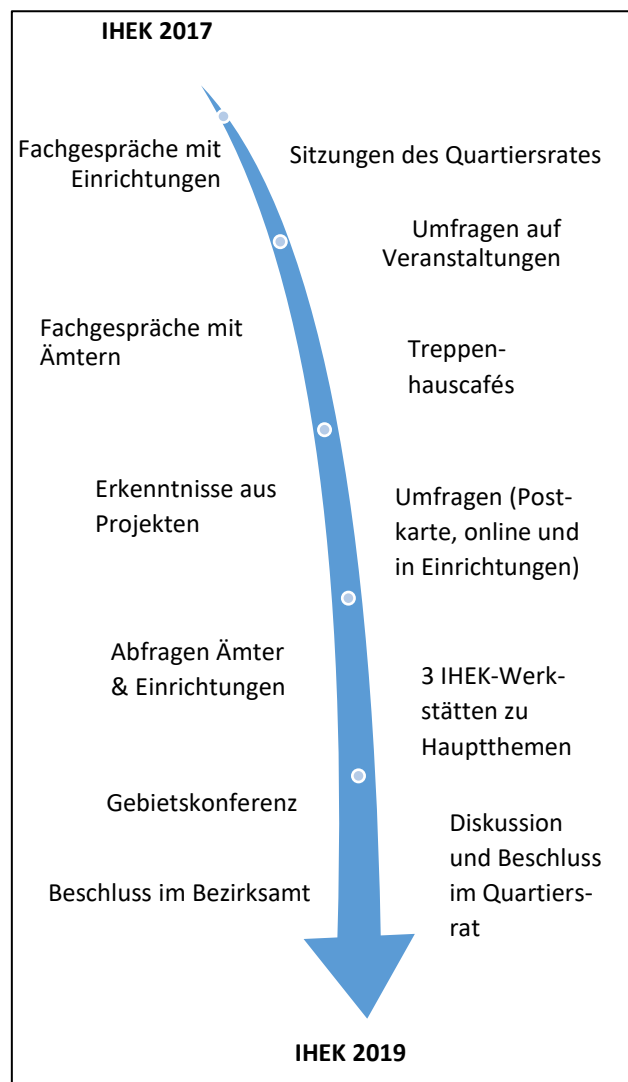 IHEK 2017
Fachgespräche mit
Einrichtungen
Sitzungen des Quartiersrates
Umfragen auf
Veranstaltungen
Fachgespräche mit
Ämtern
Treppen-
hauscafés
Erkenntnisse aus
Projekten
Umfragen (Post-
karte, online und
in Einrichtungen)
Abfragen Ämter
& Einrichtungen
3 IHEK-Werk-
stätten zu
Hauptthemen
Gebietskonferenz
Diskussion
und Beschluss
im Quartiers-
rat
Beschluss im Bezirksamt
IHEK 2019